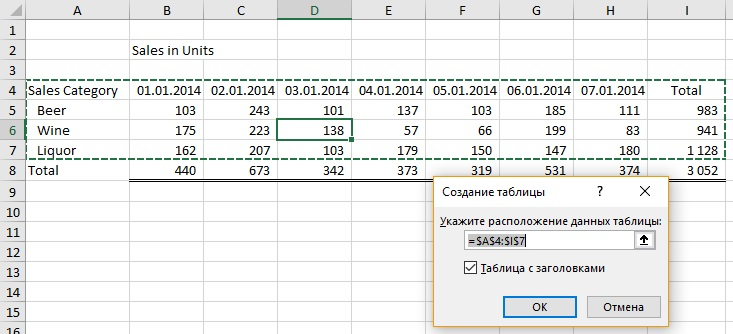 A B C D E F G H I
1
2 Sales in Units
3
4 Sales Category 01.01.2014 02.01.2014 03.01.2014 04.01.2014 05.01.2014 06.01.2014 07.01.2014 Total
5 Beer 103 243 101 137 103 185 111 983
6 Wine 175 223 138 57 66 199 83 941
7 Liquor 162 207 103 179 150 147 180 1 128
8 Total 440 673 342 373 319 531 374 3 052
9
10
11
12
13
14
15
16
Создание таблицы ? ×
Укажите расположение данных таблицы:
=$A$4:$I$7
Таблица с заголовками
ОК Отмена